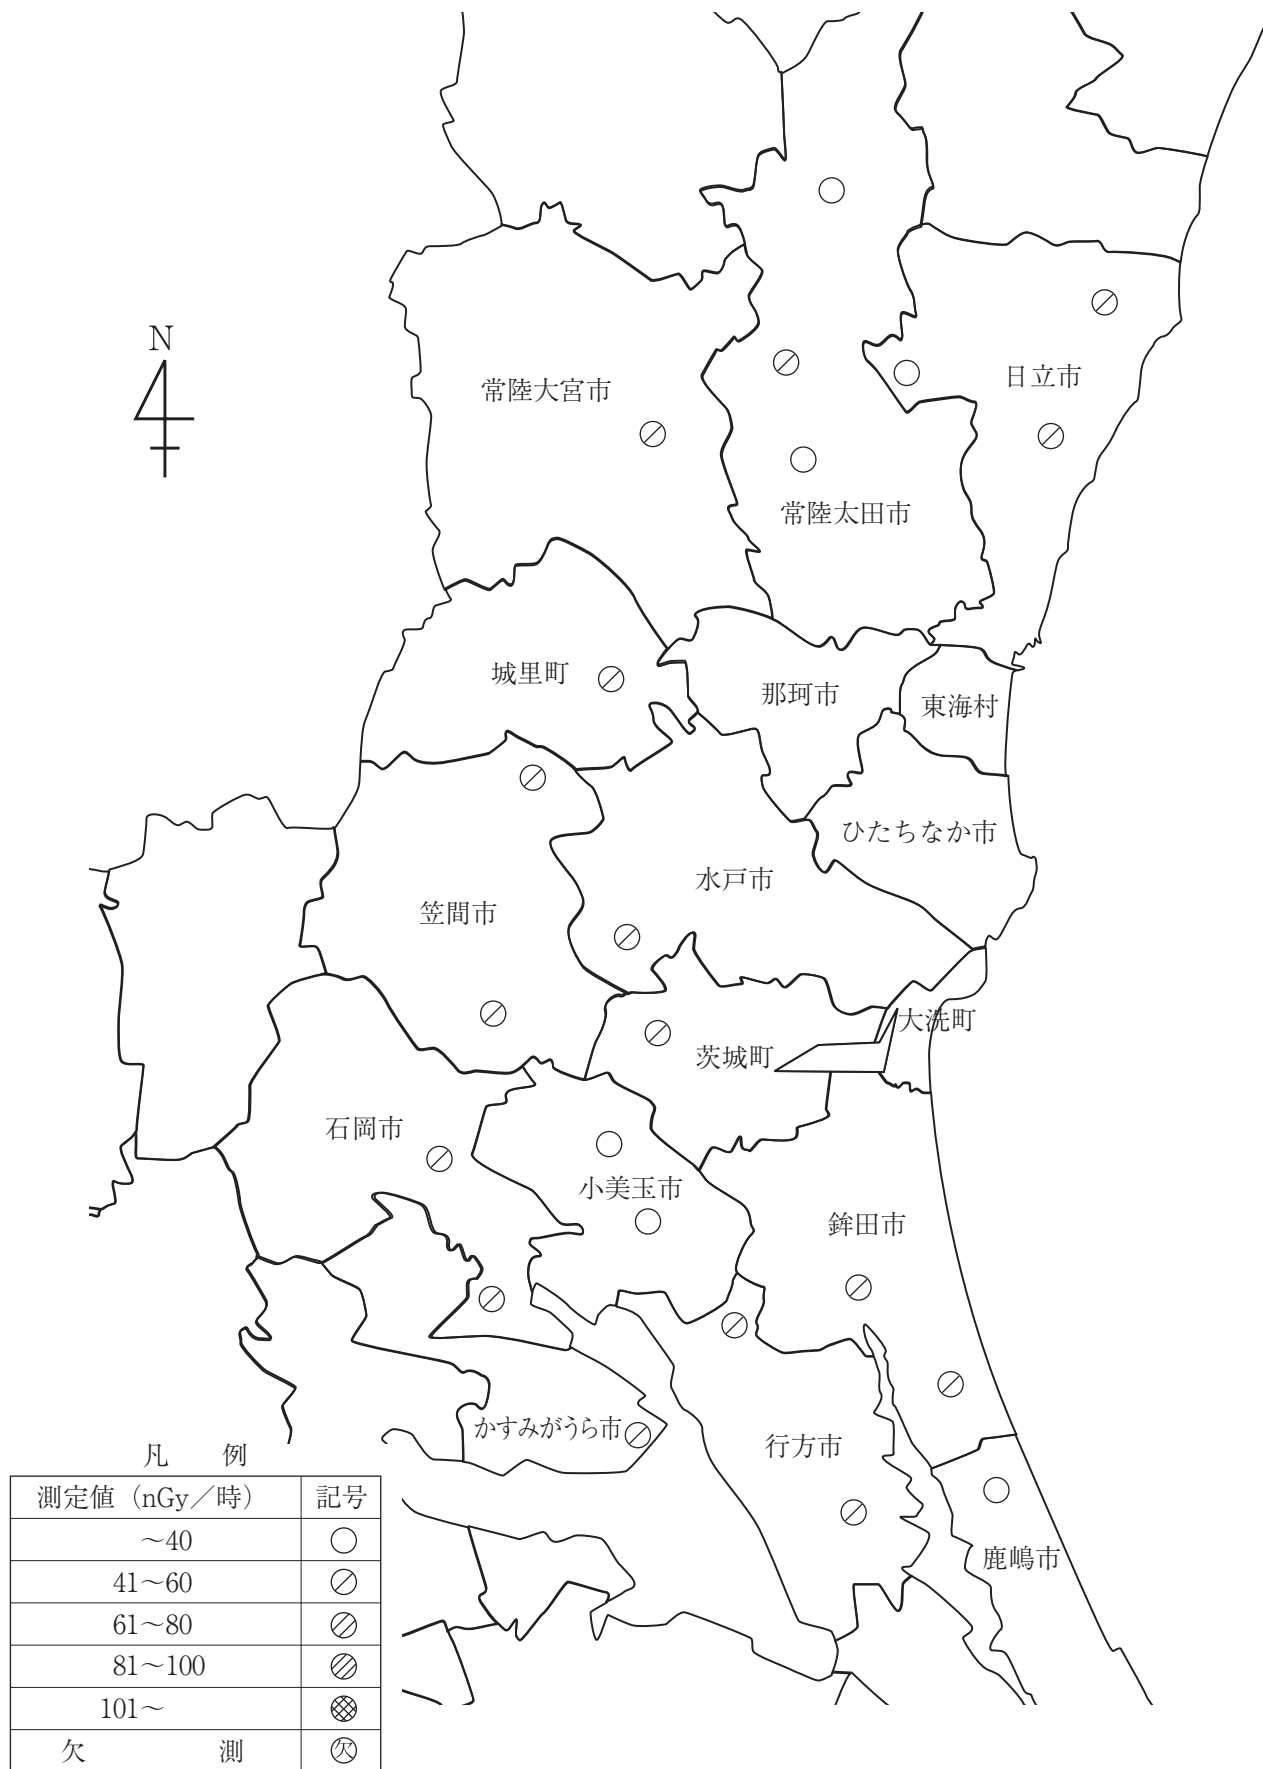 N
常陸大宮市
日立市
常陸太田市
城里町
那珂市
東海村
ひたちなか市
水戸市
笠間市
大洗町
茨城町
石岡市
小美玉市
鉾田市
かすみがうら市
行方市
鹿嶋市
凡 例
測定値（nGy／時） 記号
～40
41～60
61～80
81～100
101～
欠 測 欠